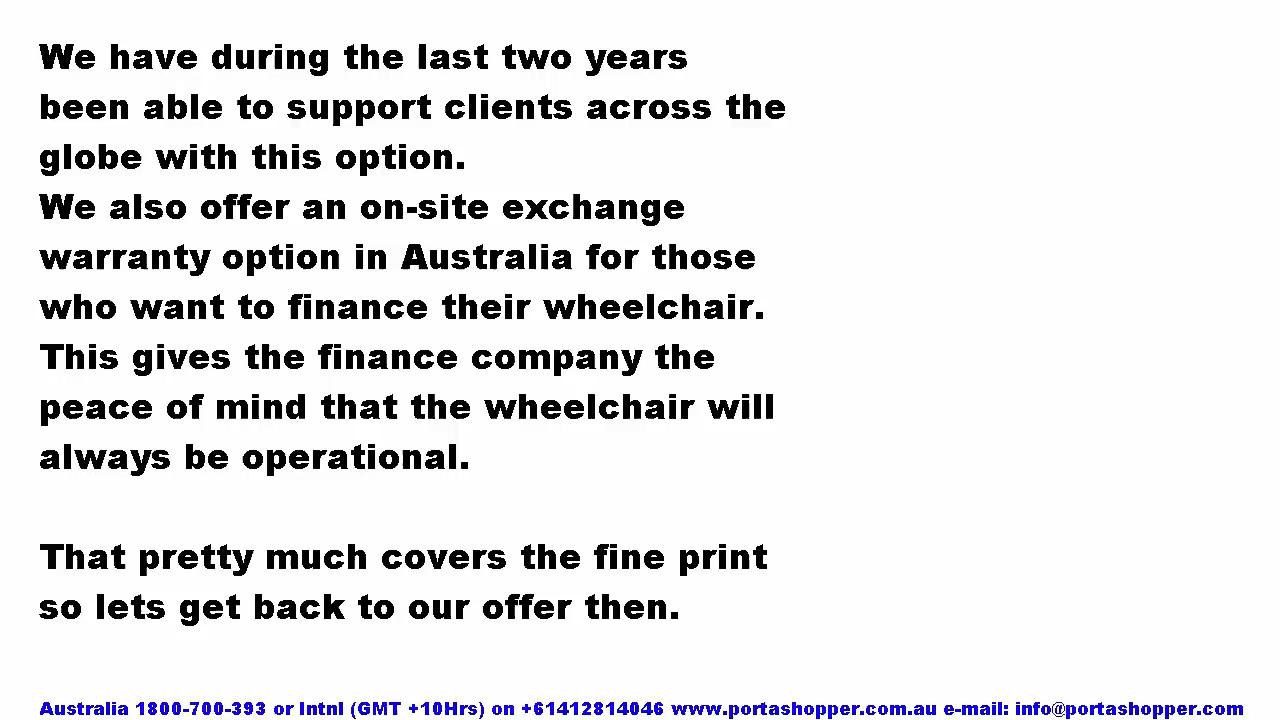 We have during the last two years
been able to support clients across the
globe with this option.
We also offer an on-site exchange
warranty option in Australia for those
who want to finance their wheelchair.
This gives the finance company the
peace of mind that the wheelchair will
always be operational.
That pretty much covers the fine print
so lets get back to our offer then.
Australia 1800-700-393 or Intnl (GMT +10Hrs) on +61412814046 www.portashopper.com.au e-mail: info@portashopper.com